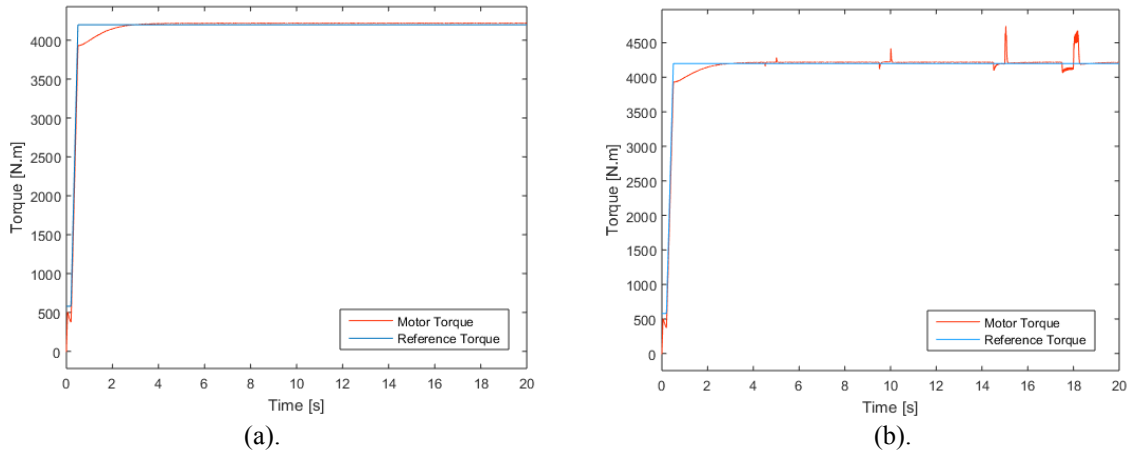 4000
3500
3000
2500
2000
1500
1000
500
0
Torque [N.m]
0 2 4 6 8 10 12 14 16 18 20
Time [s]
Motor Torque
Reference Torque
(a).
4500
4000
3500
3000
2500
2000
1500
1000
500
0
Torque [N.m]
0 2 4 6 8 10 12 14 16 18 20
Time [s]
Motor Torque
Reference Torque
(b).